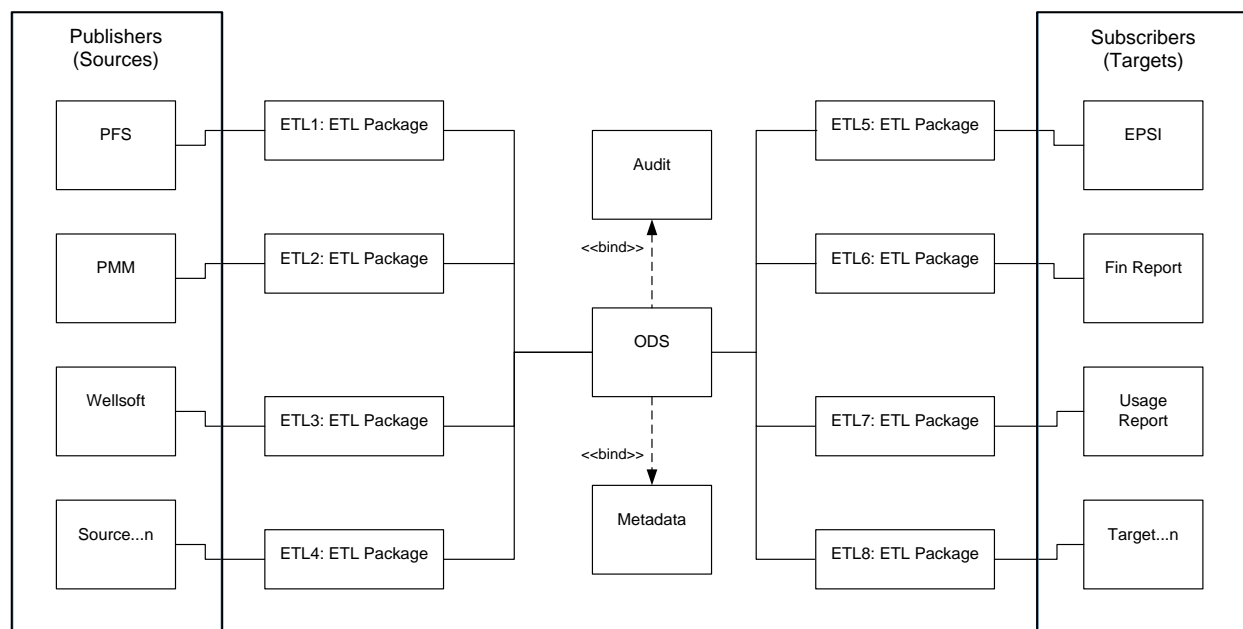 Publishers
(Sources)
PFS
PMM
Wellsoft
Source...n
ETL1: ETL Package
ETL2: ETL Package
ETL3: ETL Package
ETL4: ETL Package
Audit
<<bind>>
ODS
<<bind>>
Metadata
ETL5: ETL Package
ETL6: ETL Package
ETL7: ETL Package
ETL8: ETL Package
Subscribers
(Targets)
EPSI
Fin Report
Usage
Report
Target...n